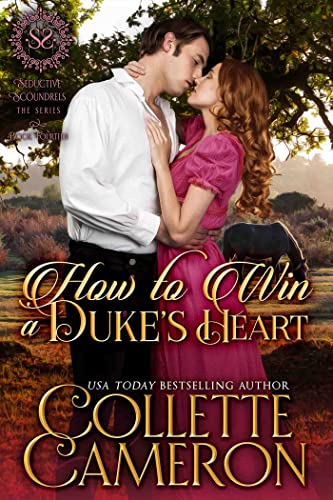 SS
SEDUCTIVE
SCOUNDRELS
THE SERIES
BOOK FOURTEEN
How to Win
a Duke's Heart
USA TODAY BESTSELLING AUTHOR
COLLETTE
CAMERON